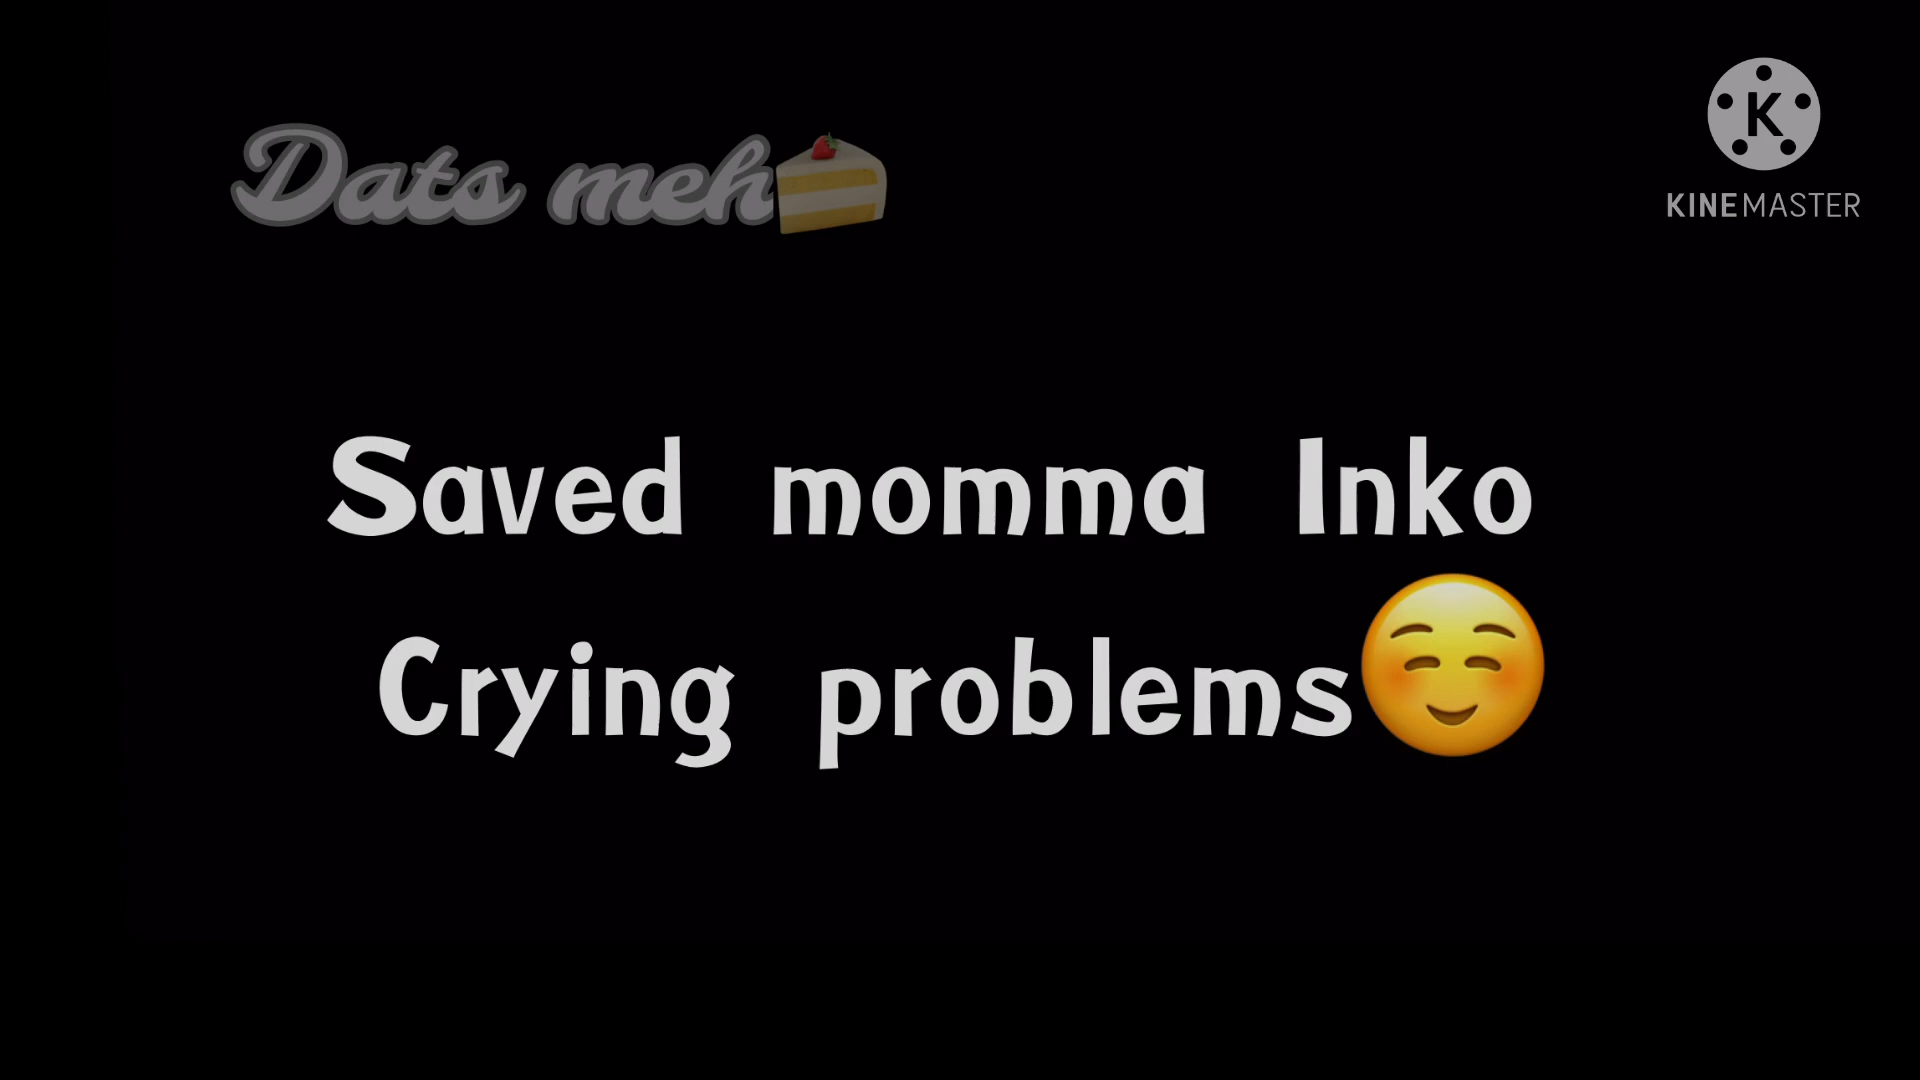 Dats meh🍰
K
KINEMASTER
Saved momma Inko
Crying problems☺️